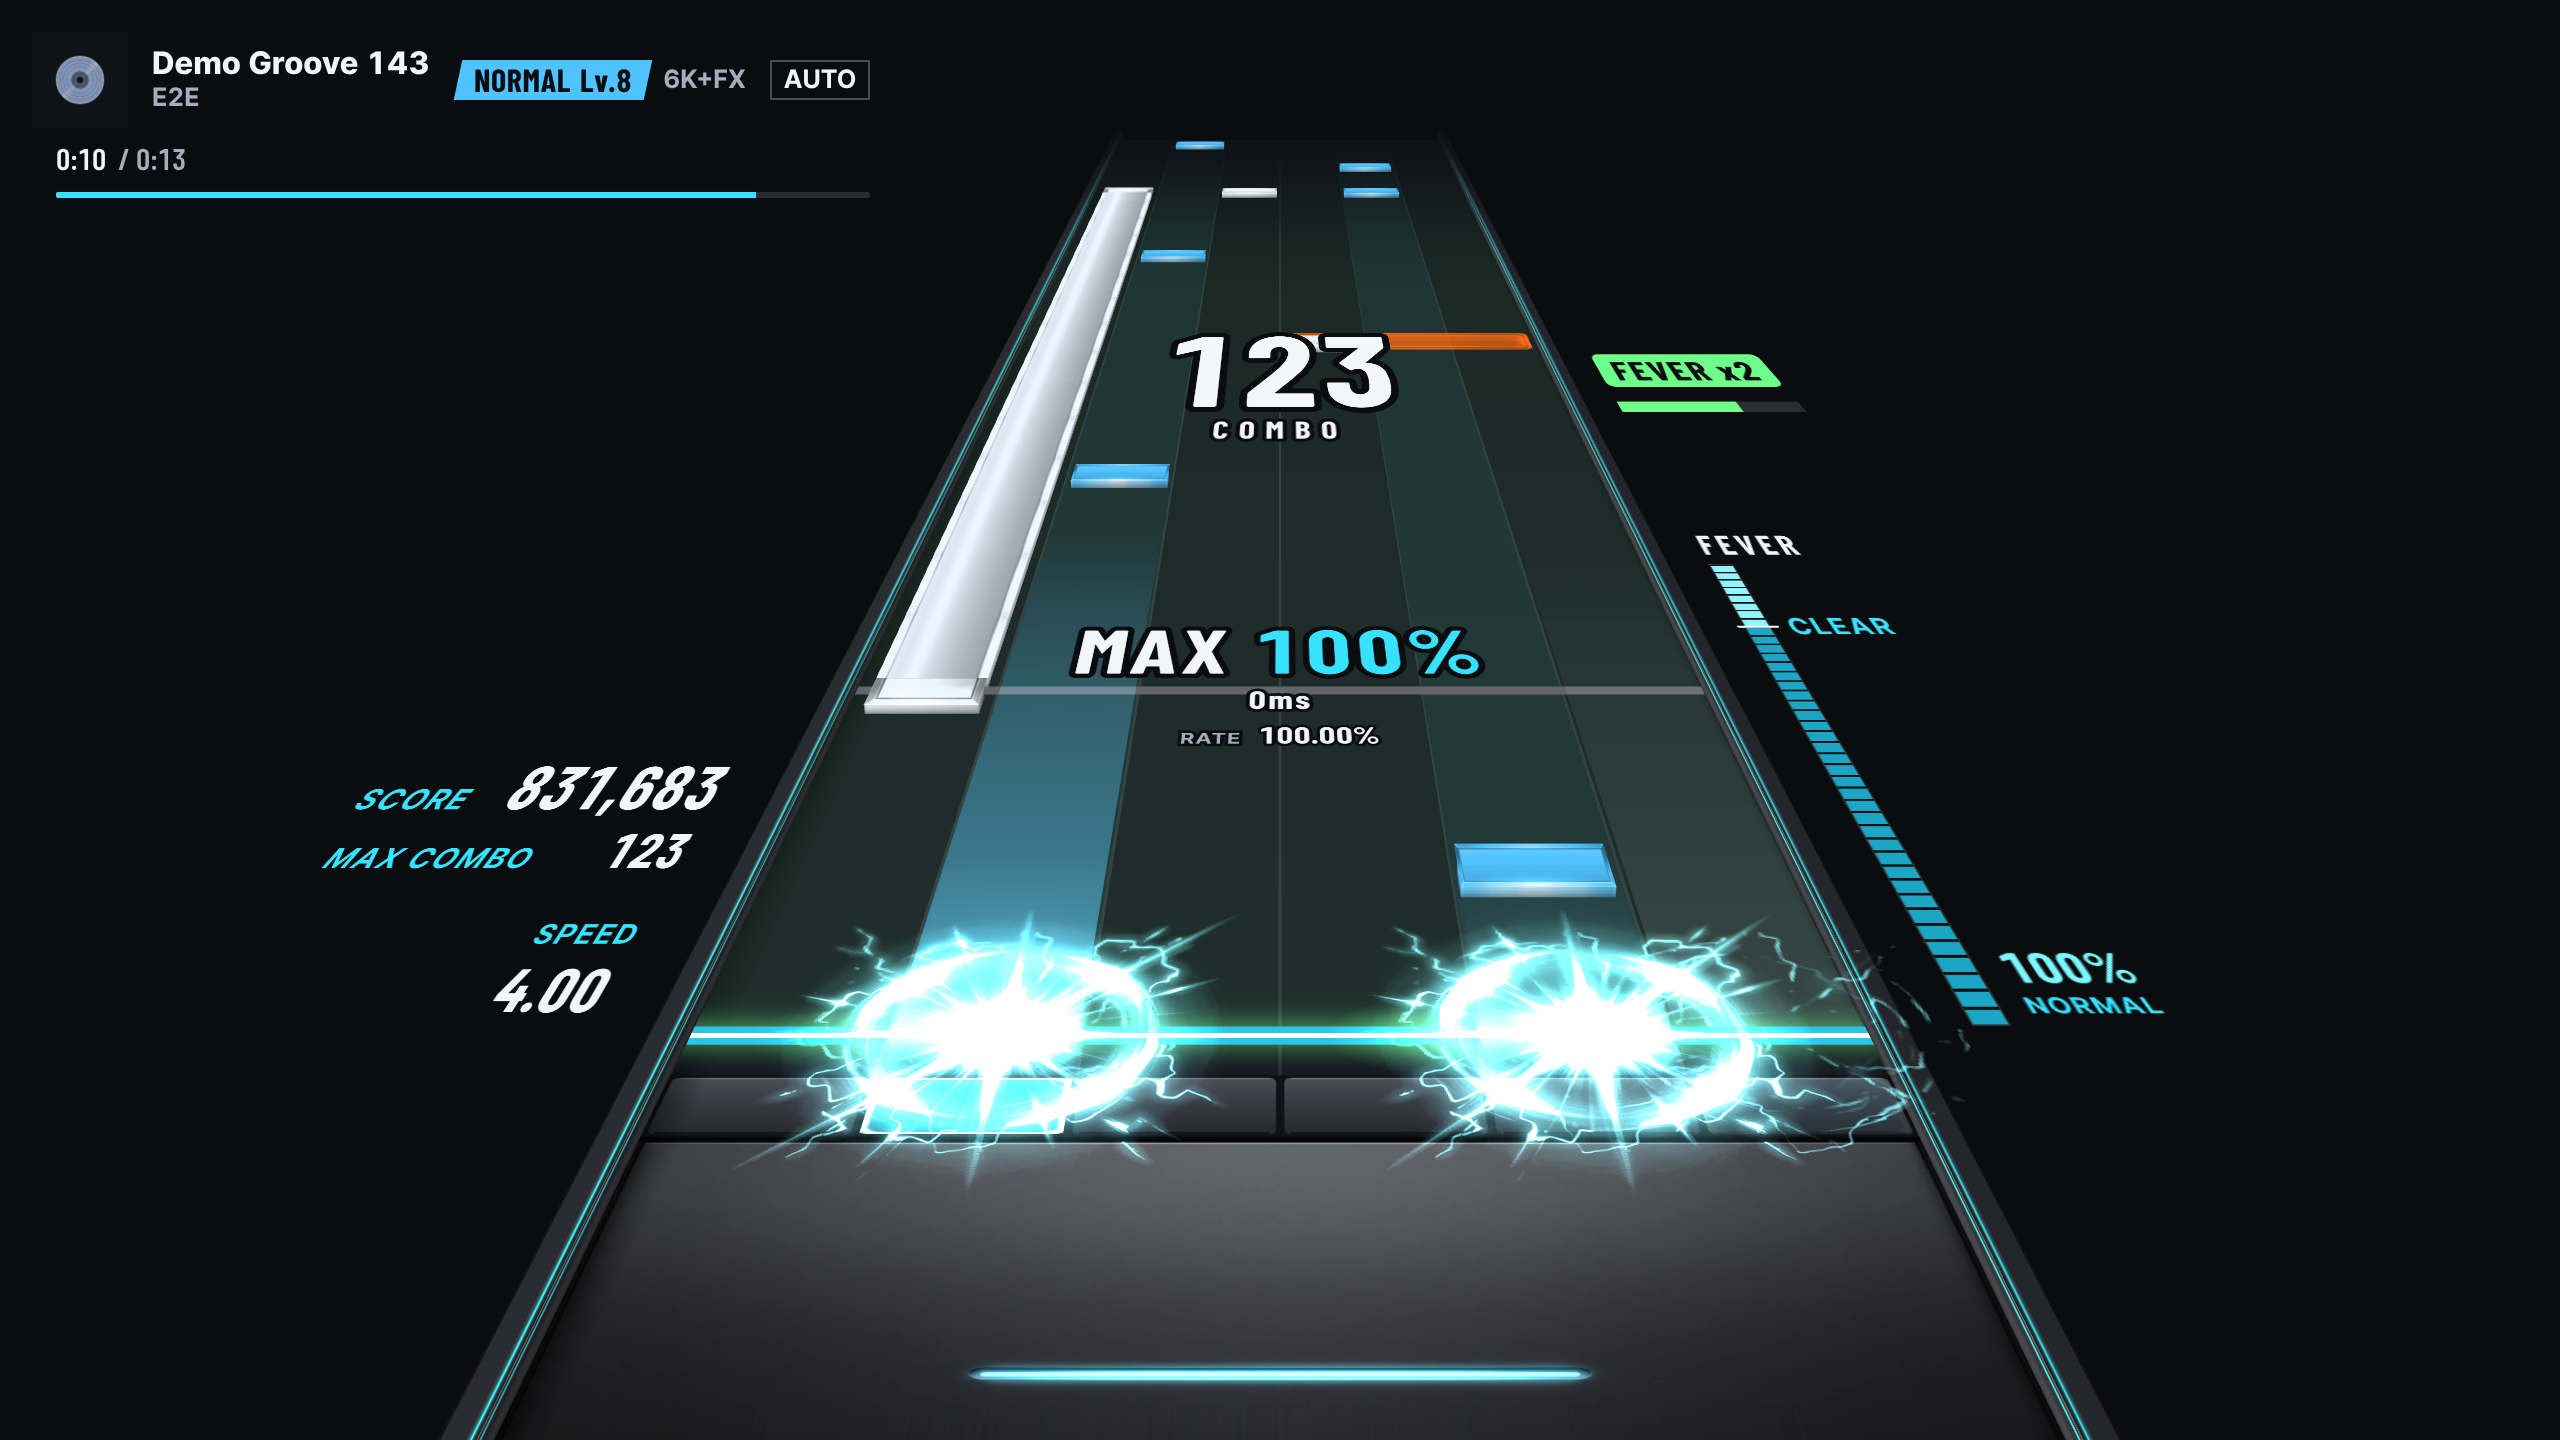 Demo Groove 143
E2E
NORMAL Lv.8
6K+FX
AUTO
0:10 / 0:13
123
COMBO
FEVER x2
FEVER
CLEAR
MAX 100%
0ms
RATE 100.00%
SCORE 831,683
MAX COMBO 123
SPEED
4.00
100%
NORMAL